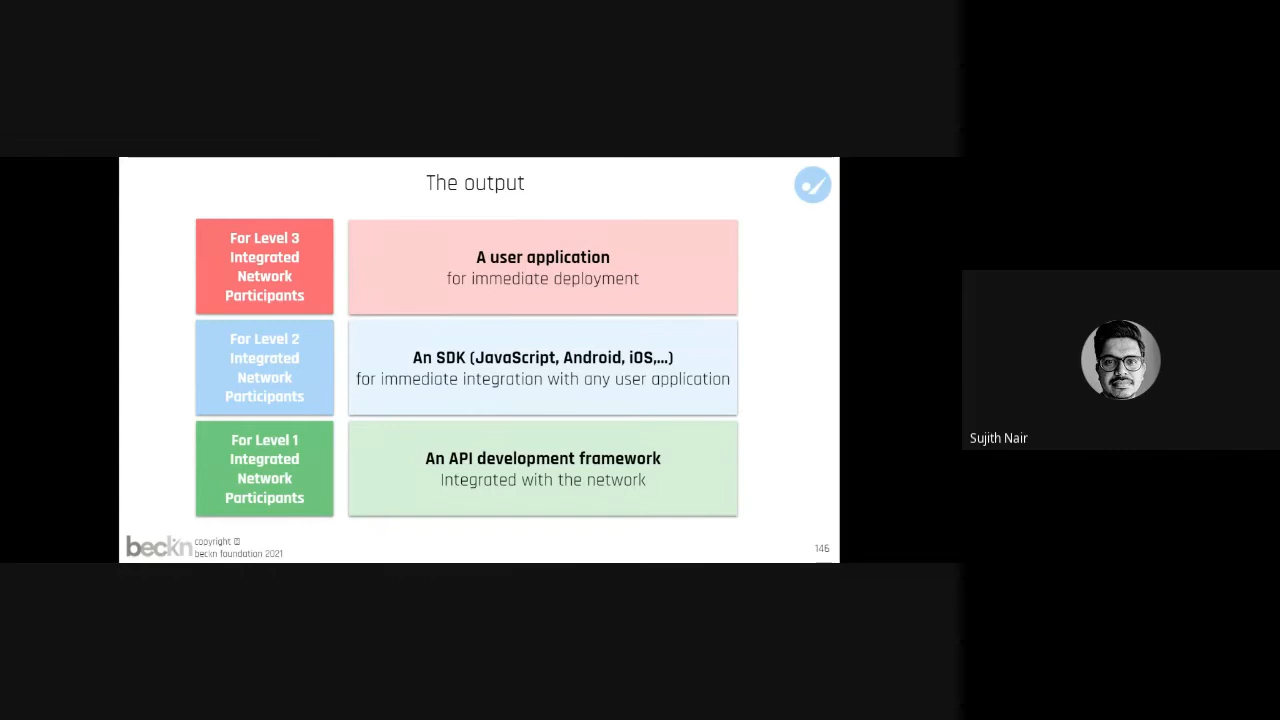 The output
For Level 3
Integrated
Network
Participants
A user application
for immediate deployment
For Level 2
Integrated
Network
Participants
An SDK (JavaScript, Android, iOS,...)
for immediate integration with any user application
For Level 1
Integrated
Network
Participants
An API development framework
Integrated with the network
beckn
copyright ©
beckn foundation 2021
146
Sujith Nair